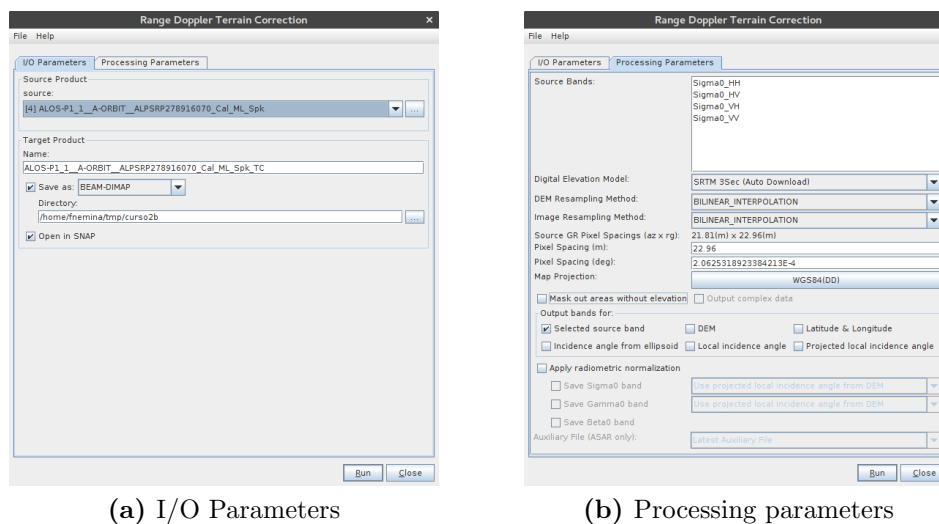 Range Doppler Terrain Correction ×
File Help
I/O Parameters Processing Parameters
Source Product
source:
[4] ALOS-P1_1__A-ORBIT__ALPSRP278916070_Cal_ML_Spk ...
Target Product
Name:
ALOS-P1_1__A-ORBIT__ALPSRP278916070_Cal_ML_Spk_TC
Save as: BEAM-DIMAP
Directory:
/home/fnemina/tmp/curso2b ...
Open in SNAP
Run Close
(a) I/O Parameters
Range Doppler Terrain Correction
File Help
I/O Parameters Processing Parameters
Source Bands: Sigma0_HH
Sigma0_HV
Sigma0_VH
Sigma0_VV
Digital Elevation Model: SRTM 3Sec (Auto Download)
DEM Resampling Method: BILINEAR_INTERPOLATION
Image Resampling Method: BILINEAR_INTERPOLATION
Source GR Pixel Spacings (az x rg): 21.81(m) x 22.96(m)
Pixel Spacing (m): 22.96
Pixel Spacing (deg): 2.0625318923384213E-4
Map Projection: WGS84(DD)
Mask out areas without elevation Output complex data
Output bands for:
Selected source band DEM Latitude & Longitude
Incidence angle from ellipsoid Local incidence angle Projected local incidence angle
Apply radiometric normalization
Save Sigma0 band Use projected local incidence angle from DEM
Save Gamma0 band Use projected local incidence angle from DEM
Save Beta0 band
Auxiliary File (ASAR only): Latest Auxiliary File
Run Close
(b) Processing parameters